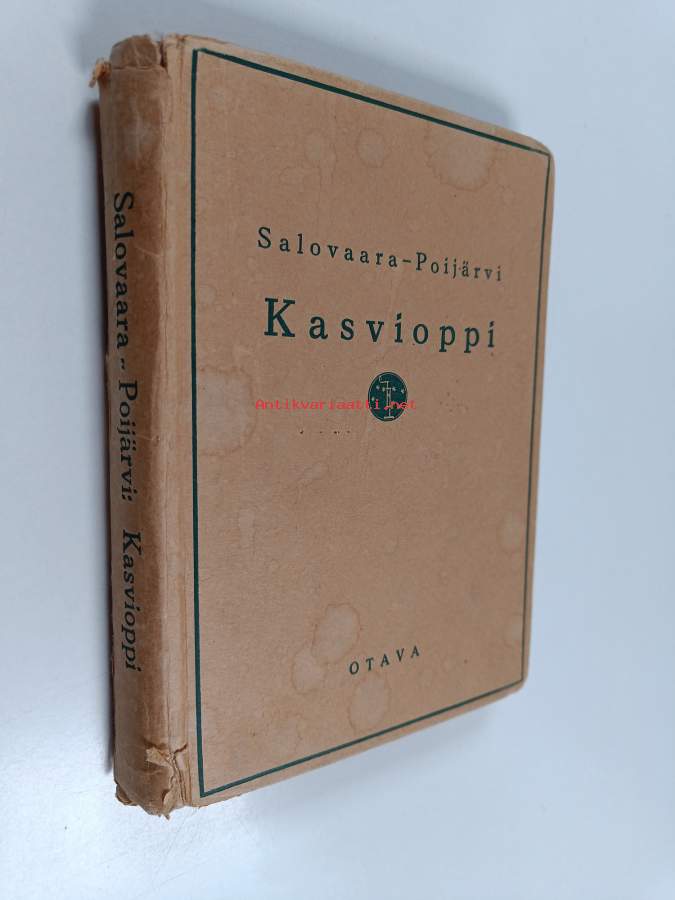 Salovaara-Poijärvi: Kasvioppi
Salovaara-Poijärvi
Kasvioppi
Antikvariaatti.net
OTAVA